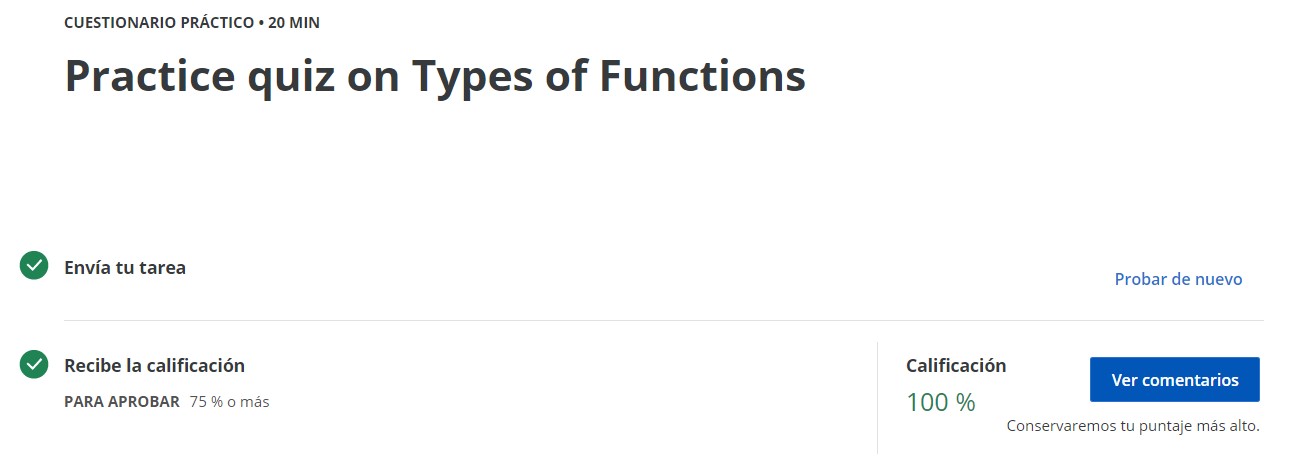 CUESTIONARIO PRÁCTICO • 20 MIN
Practice quiz on Types of Functions
Envía tu tarea
Probar de nuevo
Recibe la calificación
PARA APROBAR 75 % o más
Calificación
100 %
Ver comentarios
Conservaremos tu puntaje más alto.